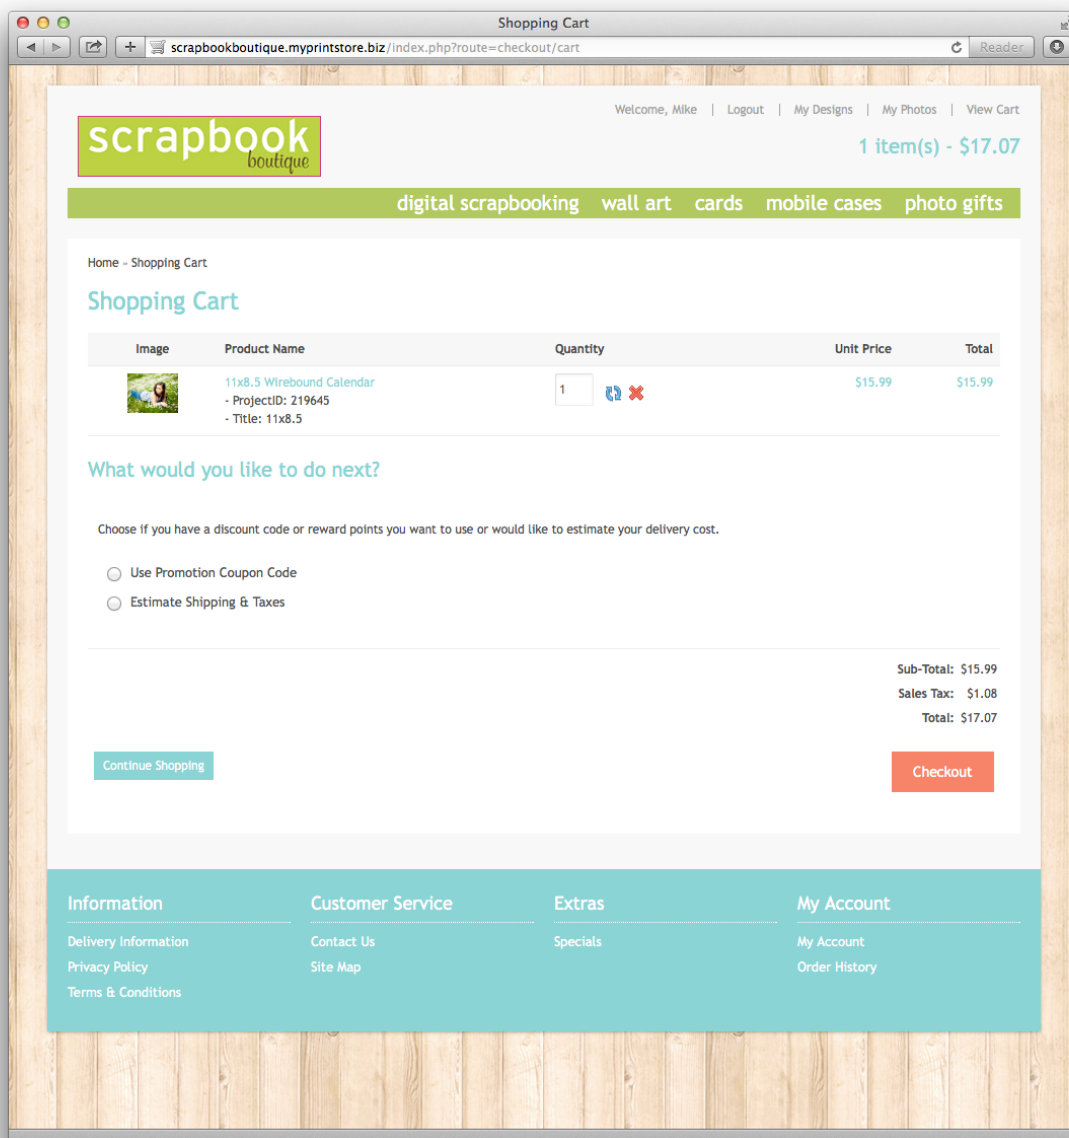 Shopping Cart
scrapbookboutique.myprintstore.biz/index.php?route=checkout/cart
Reader
Welcome, Mike | Logout | My Designs | My Photos | View Cart
scrapbook
boutique
1 item(s) - $17.07
digital scrapbooking wall art cards mobile cases photo gifts
Home » Shopping Cart
Shopping Cart
Image Product Name Quantity Unit Price Total
11x8.5 Wirebound Calendar 1 $15.99 $15.99
- ProjectID: 219645
- Title: 11x8.5
What would you like to do next?
Choose if you have a discount code or reward points you want to use or would like to estimate your delivery cost.
Use Promotion Coupon Code
Estimate Shipping & Taxes
Sub-Total: $15.99
Sales Tax: $1.08
Total: $17.07
Continue Shopping Checkout
Information Customer Service Extras My Account
Delivery Information Contact Us Specials My Account
Privacy Policy Site Map Order History
Terms & Conditions